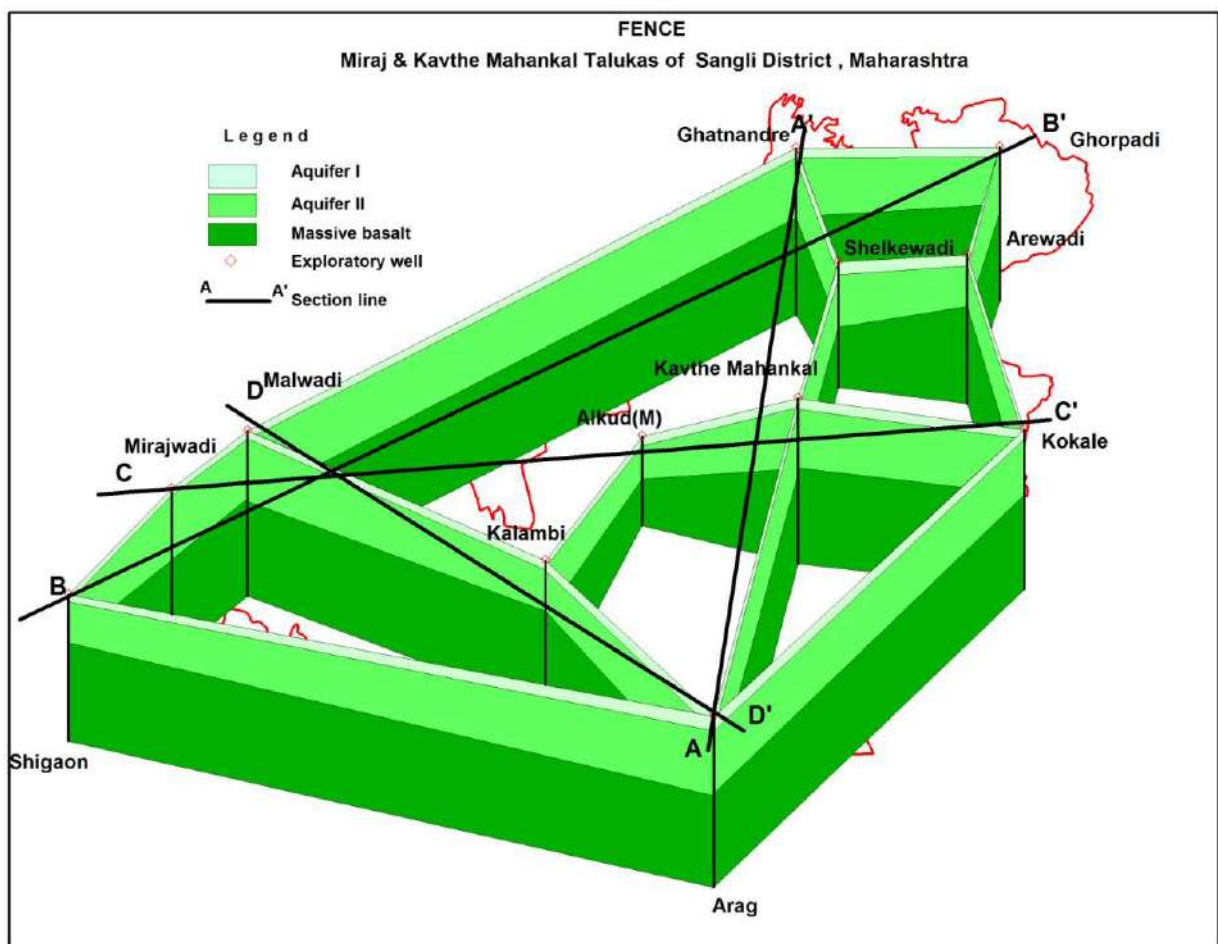 FENCE
Miraj & Kavthe Mahankal Talukas of Sangli District , Maharashtra
Legend
Aquifer I
Aquifer II
Massive basalt
Exploratory well
A A' Section line
Ghatnandre
A'
B'
Ghorpadi
Shelkewadi
Arewadi
Kavthe Mahankal
D
Malwadi
Alkud(M)
C'
Kokale
Mirajwadi
C
Kalambi
B
D'
A
Shigaon
Arag